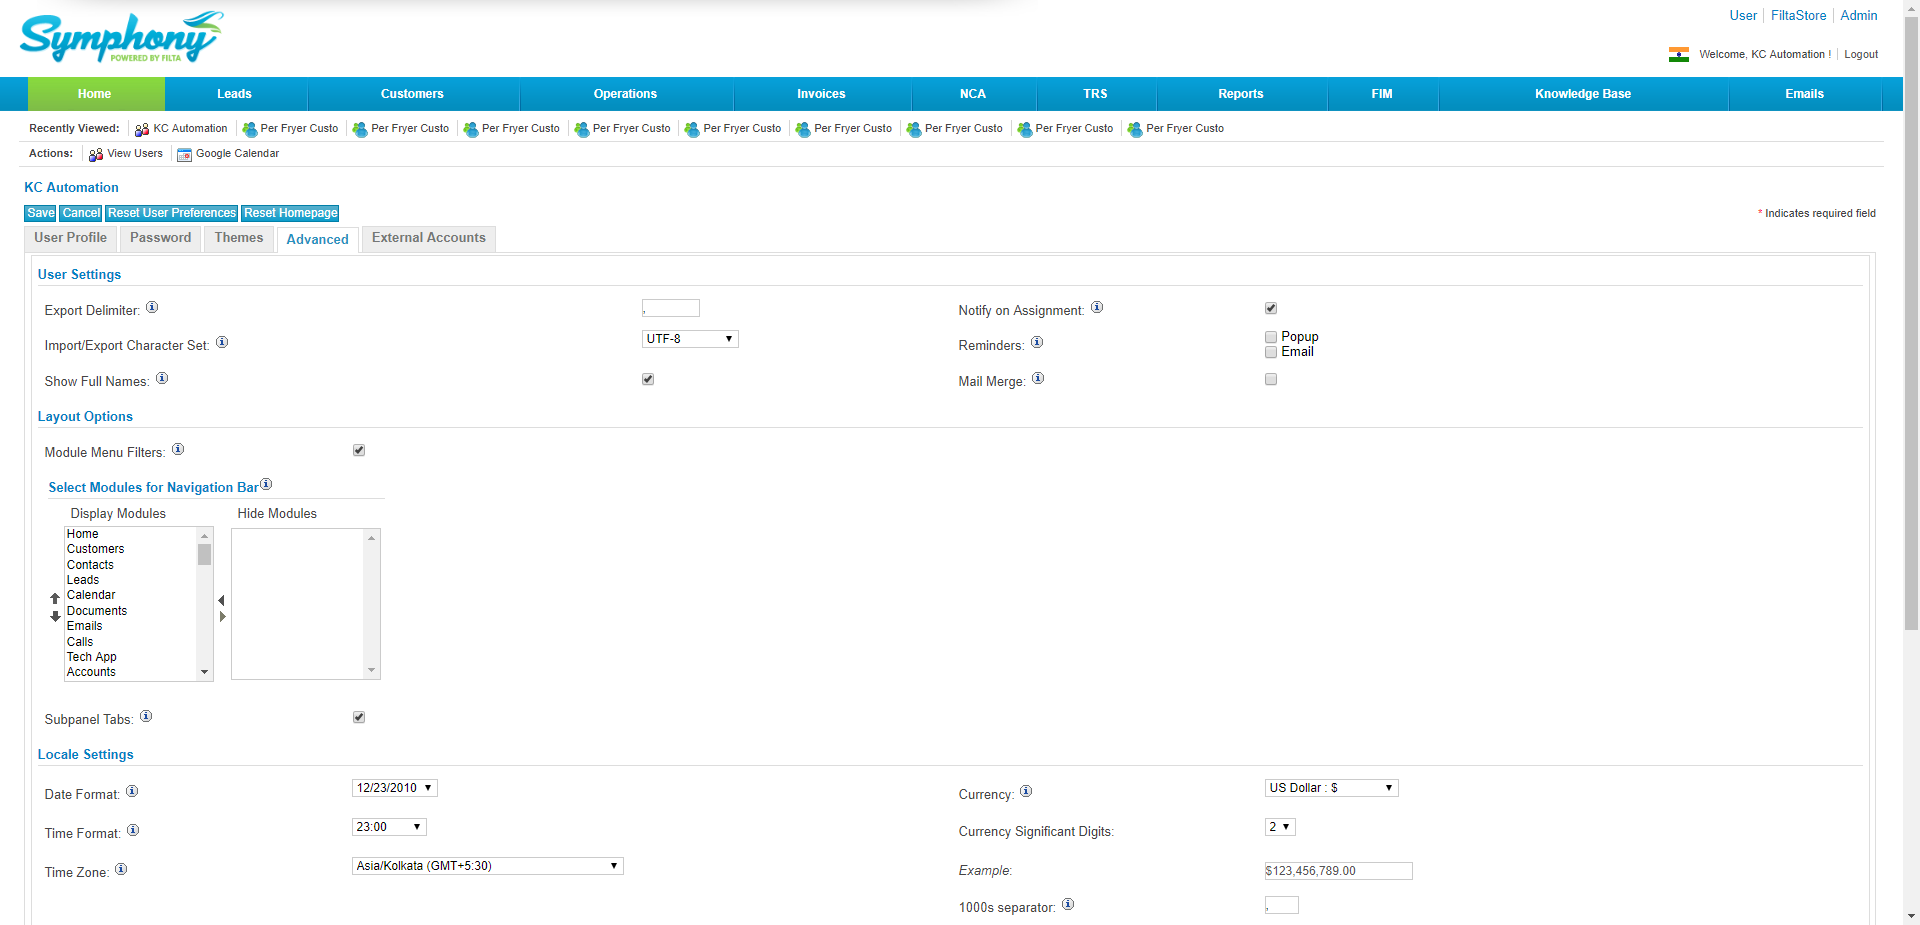 Symphony
POWERED BY FILTA
User FiltaStore Admin
Welcome, KC Automation ! Logout
Home Leads Customers Operations Invoices NCA TRS Reports FIM Knowledge Base Emails
Recently Viewed: KC Automation Per Fryer Custo Per Fryer Custo Per Fryer Custo Per Fryer Custo Per Fryer Custo Per Fryer Custo Per Fryer Custo Per Fryer Custo Per Fryer Custo
Actions: View Users Google Calendar
KC Automation
Save Cancel Reset User Preferences Reset Homepage
* Indicates required field
User Profile Password Themes Advanced External Accounts
User Settings
Export Delimiter: , Notify on Assignment:
Import/Export Character Set: UTF-8 Reminders: Popup
Email
Show Full Names: Mail Merge:
Layout Options
Module Menu Filters:
Select Modules for Navigation Bar
Display Modules Hide Modules
Home
Customers
Contacts
Leads
Calendar
Documents
Emails
Calls
Tech App
Accounts
Subpanel Tabs:
Locale Settings
Date Format: 12/23/2010 Currency: US Dollar : $
Time Format: 23:00 Currency Significant Digits: 2
Time Zone: Asia/Kolkata (GMT+5:30) Example: $123,456,789.00
1000s separator: ,